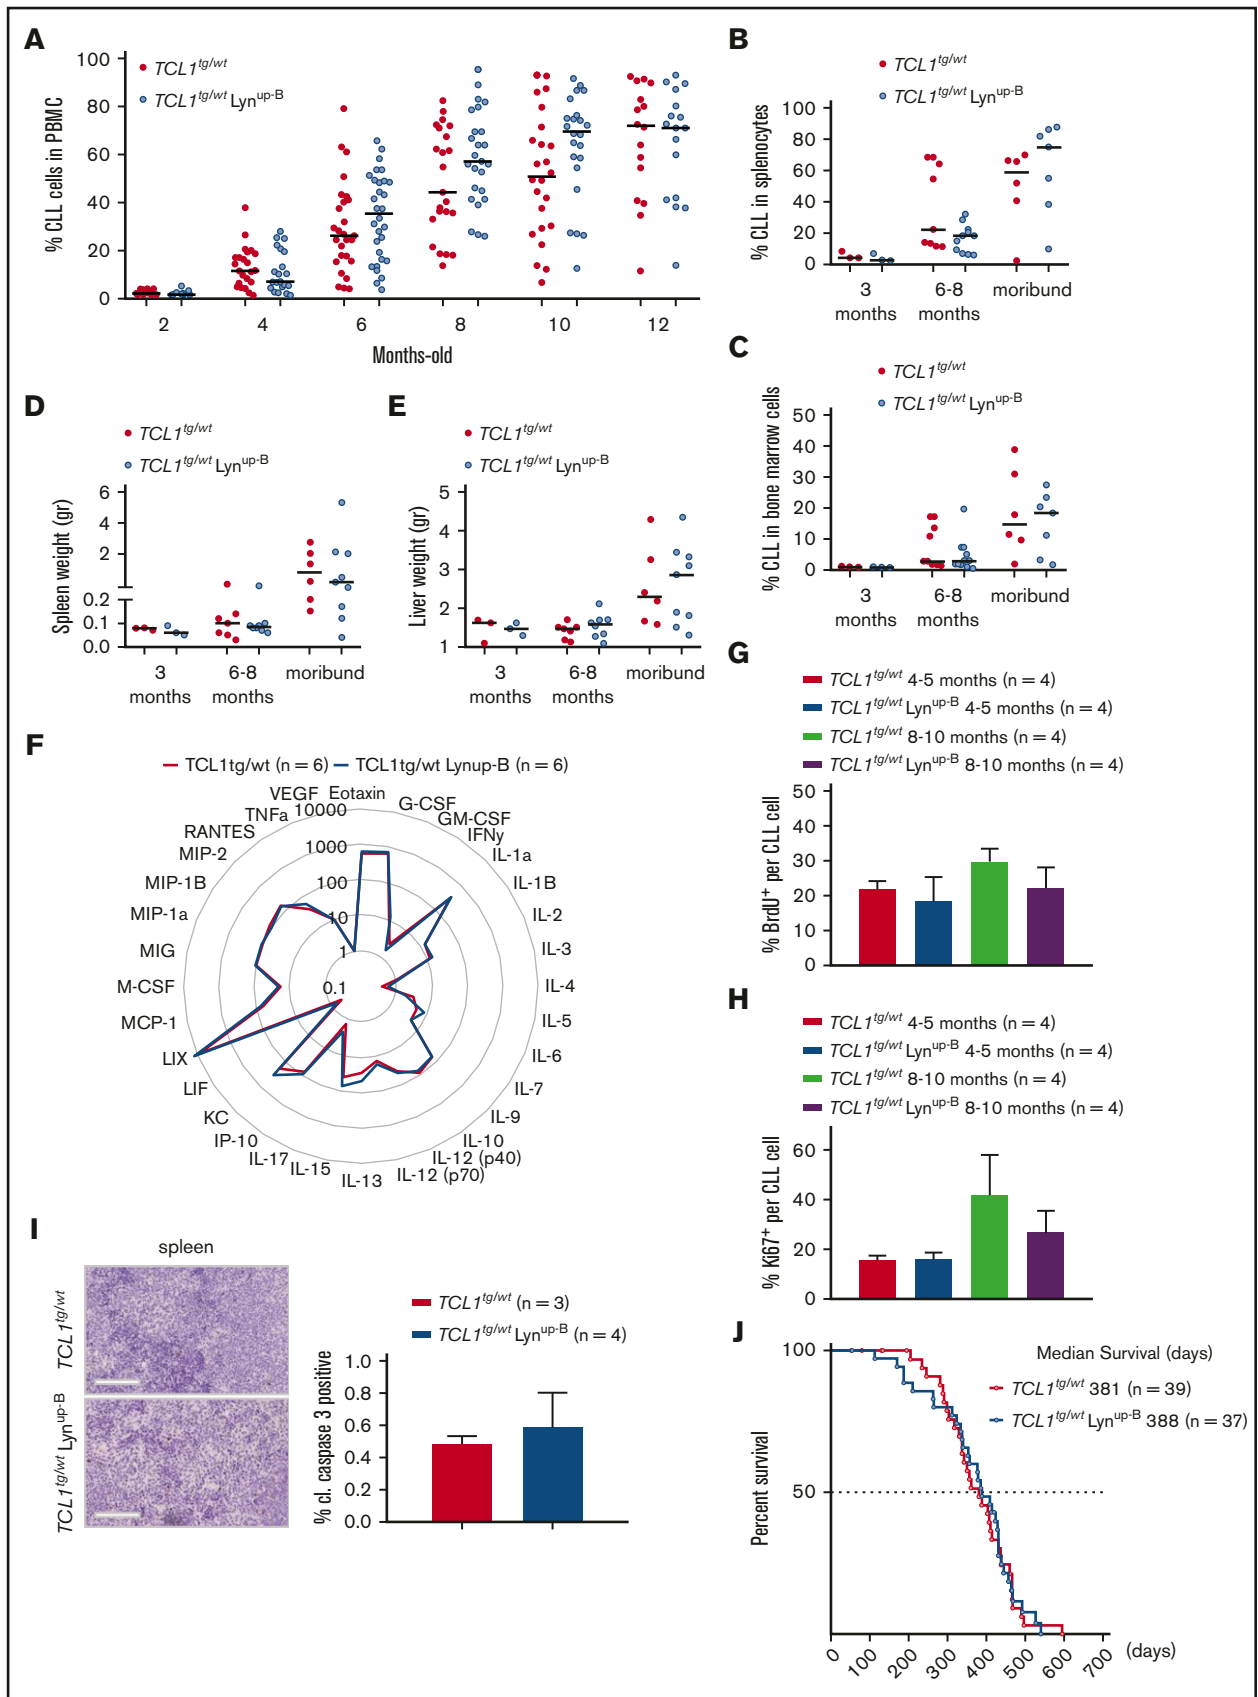 A
100
80
60
40
20
0
% CLL cells in PBMC
TCL1tg/wt
TCL1tg/wt Lynup-B
2 4 6 8 10 12
Months-old
B
TCL1tg/wt
TCL1tg/wt Lynup-B
100
80
60
40
20
0
% CLL in splenocytes
3 months
6-8 months
moribund
C
TCL1tg/wt
TCL1tg/wt Lynup-B
50
40
30
20
10
0
% CLL in bone marrow cells
3 months
6-8 months
moribund
D
TCL1tg/wt
TCL1tg/wt Lynup-B
6
4
2
0.2
0.1
0.0
Spleen weight (gr)
3 months
6-8 months
moribund
E
TCL1tg/wt
TCL1tg/wt Lynup-B
5
4
3
2
1
Liver weight (gr)
3 months
6-8 months
moribund
F
TCL1tg/wt (n = 6)
TCL1tg/wt Lynup-B (n = 6)
Eotaxin
G-CSF
GM-CSF
IFNy
IL-1a
IL-1B
IL-2
IL-3
IL-4
IL-5
IL-6
IL-7
IL-9
IL-10
IL-12 (p40)
IL-12 (p70)
IL-13
IL-15
IL-17
IP-10
KC
LIF
LIX
MCP-1
M-CSF
MIG
MIP-1a
MIP-1B
MIP-2
RANTES
TNFa
VEGF
10000
1000
100
10
1
0.1
G
TCL1tg/wt 4-5 months (n = 4)
TCL1tg/wt Lynup-B 4-5 months (n = 4)
TCL1tg/wt 8-10 months (n = 4)
TCL1tg/wt Lynup-B 8-10 months (n = 4)
50
40
30
20
10
0
% BrdU+ per CLL cell
H
TCL1tg/wt 4-5 months (n = 4)
TCL1tg/wt Lynup-B 4-5 months (n = 4)
TCL1tg/wt 8-10 months (n = 4)
TCL1tg/wt Lynup-B 8-10 months (n = 4)
60
40
20
0
% Ki67+ per CLL cell
I
spleen
TCL1tg/wt
TCL1tg/wt Lynup-B
TCL1tg/wt (n = 3)
TCL1tg/wt Lynup-B (n = 4)
1.0
0.8
0.6
0.4
0.2
0.0
% cl. caspase 3 positive
J
100
50
Percent survival
Median Survival (days)
TCL1tg/wt 381 (n = 39)
TCL1tg/wt Lynup-B 388 (n = 37)
0 100 200 300 400 500 600 700 (days)